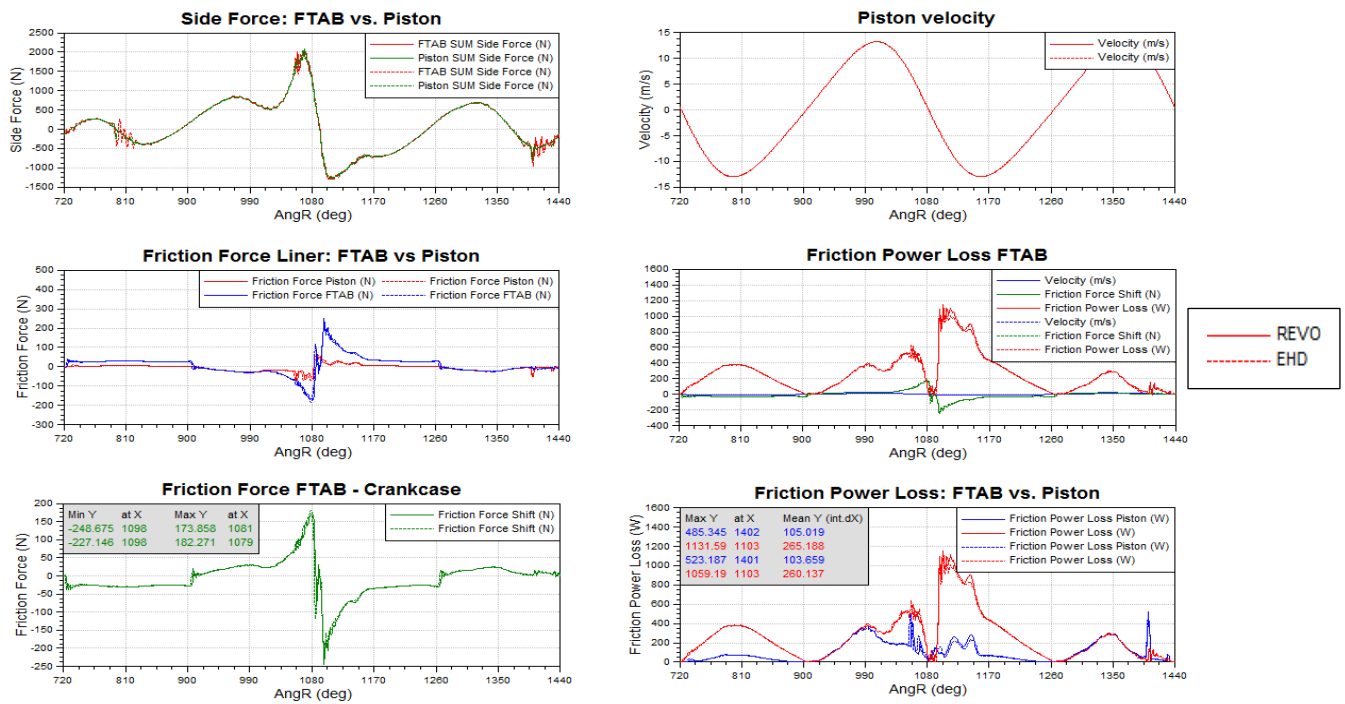 Side Force: FTAB vs. Piston
Side Force (N)
2500
2000
1500
1000
500
0
-500
-1000
-1500
FTAB SUM Side Force (N)
Piston SUM Side Force (N)
FTAB SUM Side Force (N)
Piston SUM Side Force (N)
720 810 900 990 1080 1170 1260 1350 1440
AngR (deg)
Piston velocity
Velocity (m/s)
15
10
5
0
-5
-10
-15
Velocity (m/s)
Velocity (m/s)
720 810 900 990 1080 1170 1260 1350 1440
AngR (deg)
Friction Force Liner: FTAB vs Piston
Friction Force (N)
500
400
300
200
100
0
-100
-200
-300
Friction Force Piston (N) Friction Force Piston (N)
Friction Force FTAB (N) Friction Force FTAB (N)
720 810 900 990 1080 1170 1260 1350 1440
AngR (deg)
Friction Power Loss FTAB
1600
1400
1200
1000
800
600
400
200
0
-200
-400
Velocity (m/s)
Friction Force Shift (N)
Friction Power Loss (W)
Velocity (m/s)
Friction Force Shift (N)
Friction Power Loss (W)
720 810 900 990 1080 1170 1260 1350 1440
AngR (deg)
REVO
EHD
Friction Force FTAB - Crankcase
Friction Force (N)
200
150
100
50
0
-50
-100
-150
-200
-250
Min Y at X Max Y at X
-248.675 1098 173.858 1081
-227.146 1098 182.271 1079
Friction Force Shift (N)
Friction Force Shift (N)
720 810 900 990 1080 1170 1260 1350 1440
AngR (deg)
Friction Power Loss: FTAB vs. Piston
Friction Power Loss (W)
1600
1400
1200
1000
800
600
400
200
0
Max Y at X Mean Y (int.dX)
485.345 1402 105.019
1131.59 1103 265.188
523.187 1401 103.659
1059.19 1103 260.137
Friction Power Loss Piston (W)
Friction Power Loss (W)
Friction Power Loss Piston (W)
Friction Power Loss (W)
720 810 900 990 1080 1170 1260 1350 1440
AngR (deg)